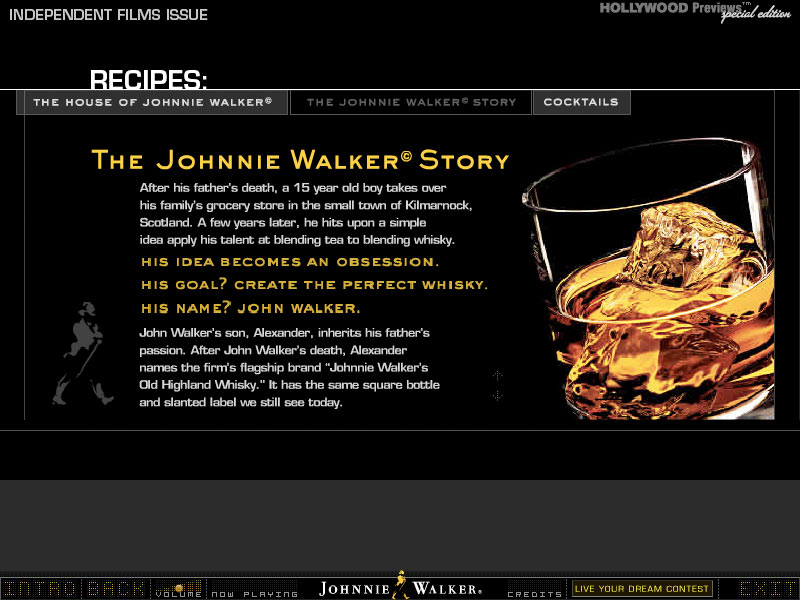 INDEPENDENT FILMS ISSUE
HOLLYWOOD Previews™
special edition
RECIPES:
THE HOUSE OF JOHNNIE WALKER©
THE JOHNNIE WALKER© STORY
COCKTAILS
THE JOHNNIE WALKER© STORY
After his father's death, a 15 year old boy takes over
his family's grocery store in the small town of Kilmarnock,
Scotland. A few years later, he hits upon a simple
idea apply his talent at blending tea to blending whisky.
HIS IDEA BECOMES AN OBSESSION.
HIS GOAL? CREATE THE PERFECT WHISKY.
HIS NAME? JOHN WALKER.
John Walker's son, Alexander, inherits his father's
passion. After John Walker's death, Alexander
names the firm's flagship brand "Johnnie Walker's
Old Highland Whisky." It has the same square bottle
and slanted label we still see today.
INTRO BACK VOLUME NOW PLAYING JOHNNIE WALKER. CREDITS LIVE YOUR DREAM CONTEST EXIT